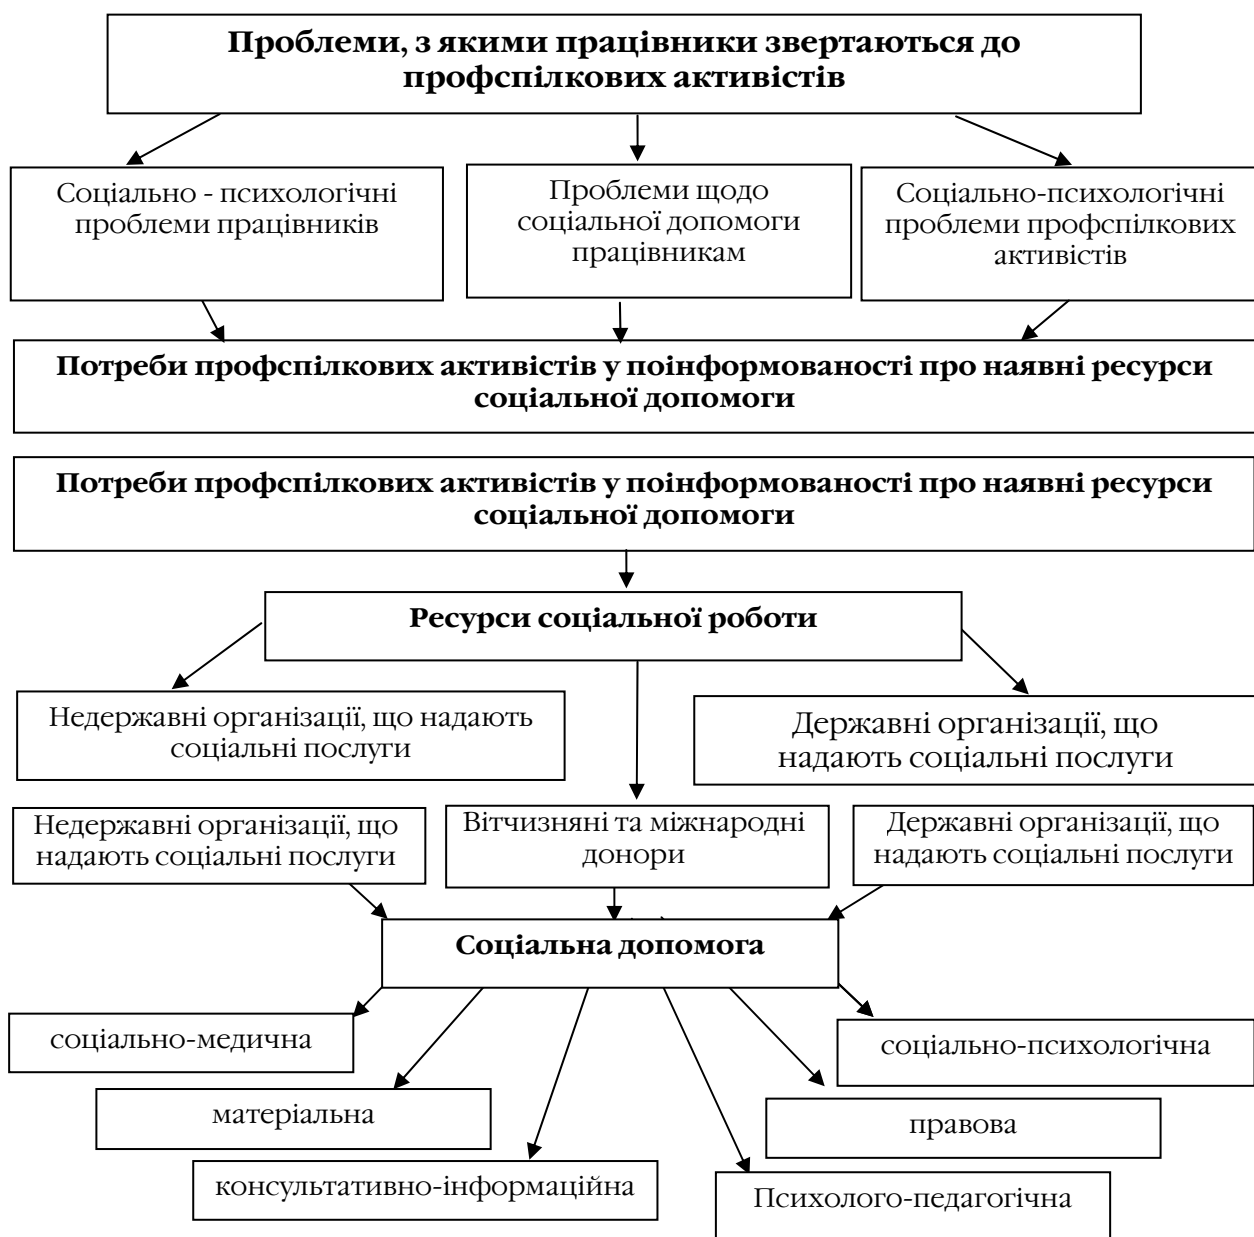 Проблеми, з якими працівники звертаються до
профспілкових активістів
Соціально - психологічні
проблеми працівників
Проблеми щодо
соціальної допомоги
працівникам
Соціально-психологічні
проблеми профспілкових
активістів
Потреби профспілкових активістів у поінформованості про наявні ресурси
соціальної допомоги
Потреби профспілкових активістів у поінформованості про наявні ресурси
соціальної допомоги
Ресурси соціальної роботи
Недержавні організації, що надають
соціальні послуги
Державні організації, що
надають соціальні послуги
Недержавні організації, що
надають соціальні послуги
Вітчизняні та міжнародні
донори
Державні організації, що
надають соціальні послуги
Соціальна допомога
соціально-медична
соціально-психологічна
матеріальна
правова
консультативно-інформаційна
Психолого-педагогічна